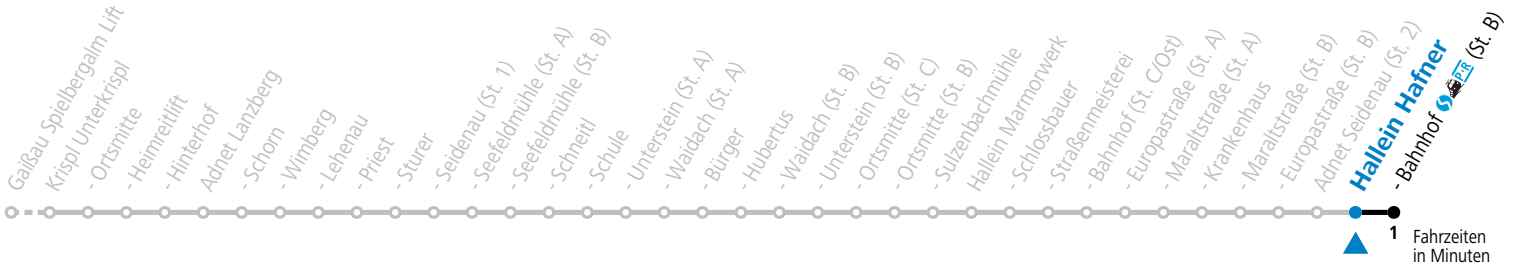 Gaißau Spielbergalm Lift
Krispl Unterkrispl
- Ortsmitte
- Heimreitlift
- Hinterhof
Adnet Lanzberg
- Schorn
- Wimberg
- Lehenau
- Priest
- Sturer
- Seidenau (St. 1)
- Seefeldmühle (St. A)
- Seefeldmühle (St. B)
- Schneitl
- Schule
- Unterstein (St. A)
- Waidach (St. A)
- Bürger
- Hubertus
- Waidach (St. B)
- Unterstein (St. B)
- Ortsmitte (St. C)
- Ortsmitte (St. B)
- Sulzenbachmühle
Hallein Marmorwerk
- Schlossbauer
- Straßenmeisterei
- Bahnhof (St. C/Ost)
- Europastraße (St. A)
- Maraltstraße (St. A)
- Krankenhaus
- Maraltstraße (St. B)
- Europastraße (St. B)
Adnet Seidenau (St. 2)
Hallein Hafner
- Bahnhof S P+R (St. B)
1 Fahrzeiten
in Minuten